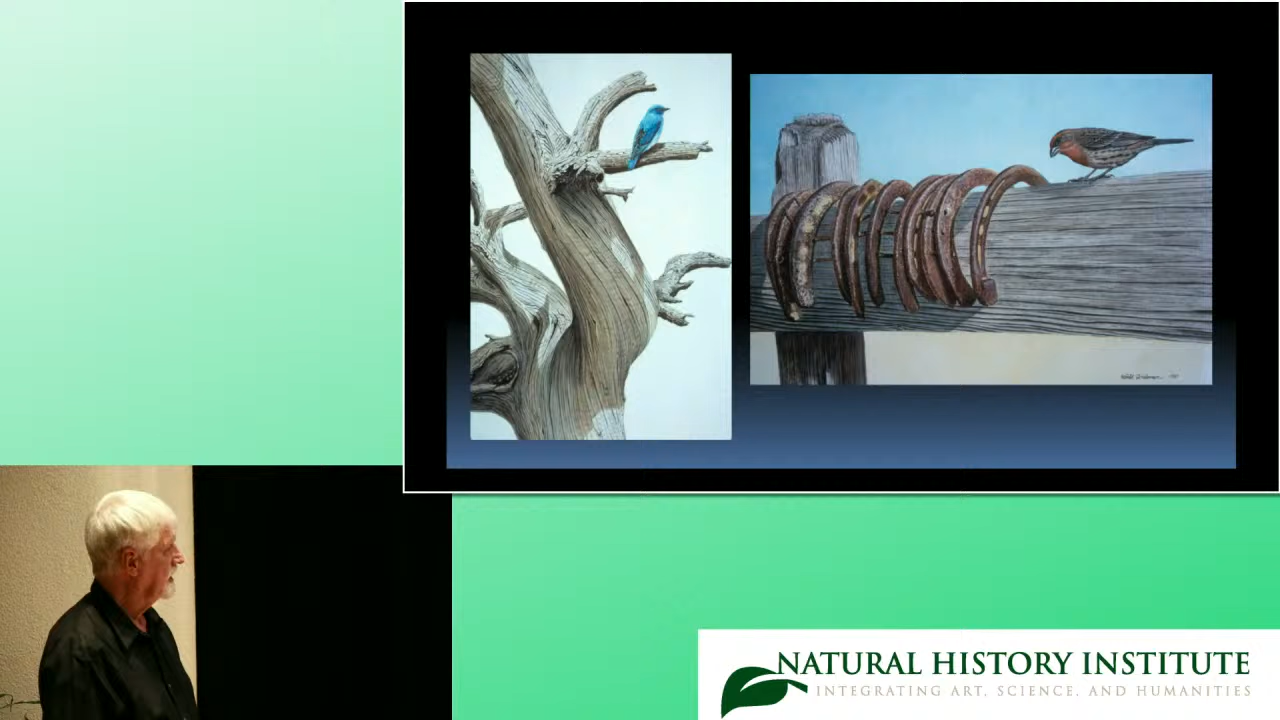 NATURAL HISTORY INSTITUTE
INTEGRATING ART, SCIENCE, AND HUMANITIES